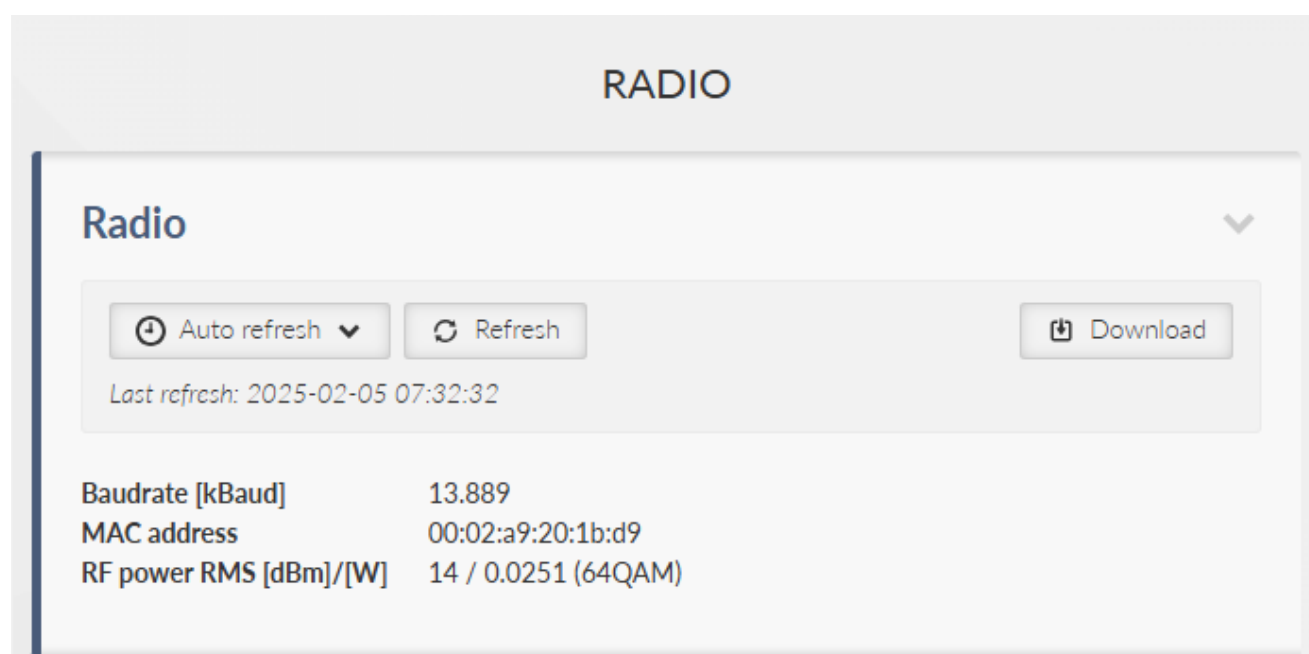 RADIO
Radio
Auto refresh Refresh Download
Last refresh: 2025-02-05 07:32:32
Baudrate [kBaud] 13.889
MAC address 00:02:a9:20:1b:d9
RF power RMS [dBm]/[W] 14 / 0.0251 (64QAM)